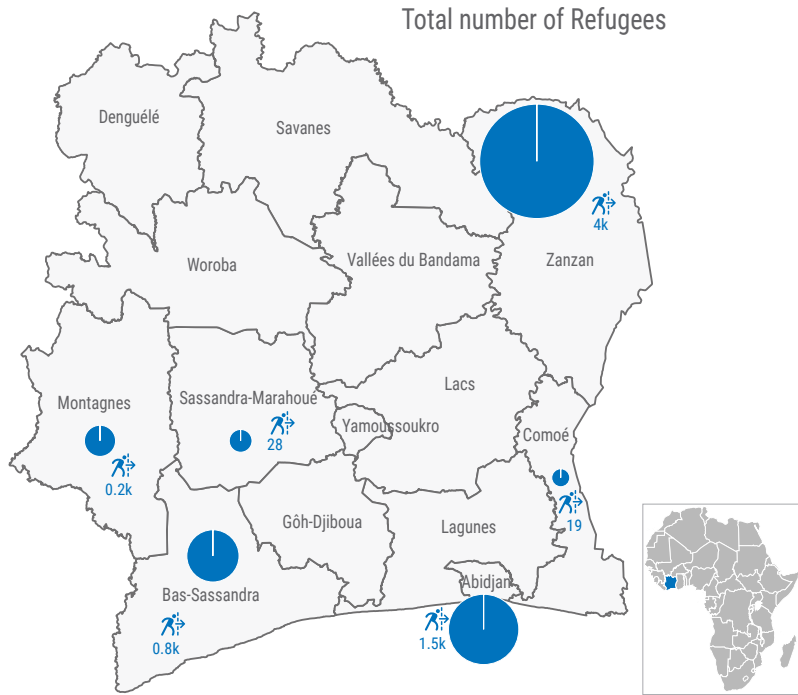 Total number of Refugees
Denguélé
Savanes
4k
Zanzan
Woroba
Vallées du Bandama
Lacs
Montagnes
Sassandra-Marahoué
28
Yamoussoukro
Comoé
0.2k
19
Gôh-Djiboua
Lagunes
Abidjan
Bas-Sassandra
0.8k
1.5k